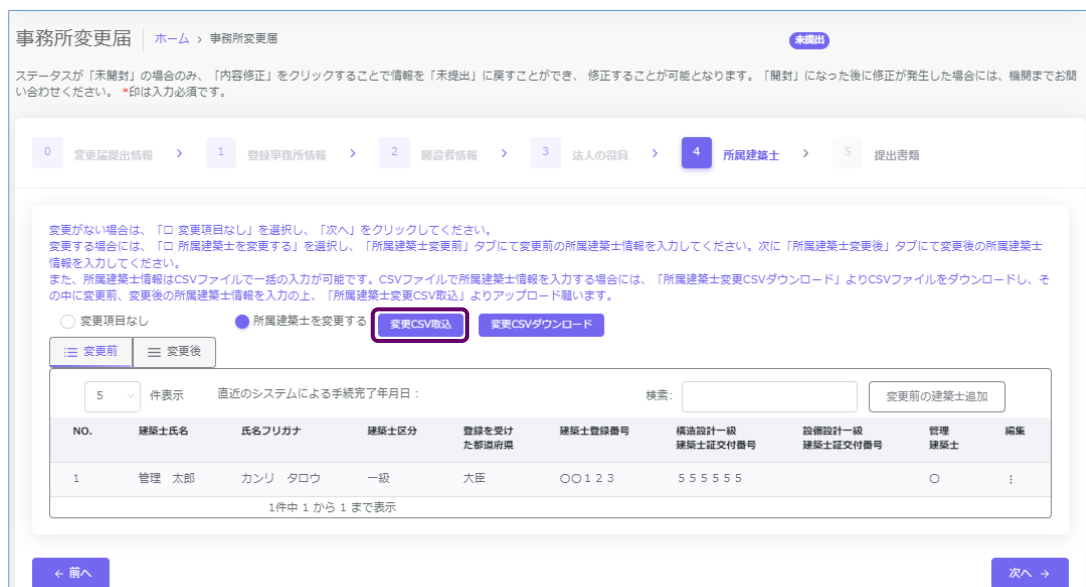 事務所変更届 ホーム › 事務所変更届 未提出
ステータスが「未開封」の場合のみ、「内容修正」をクリックすることで情報を「未提出」に戻すことができ、 修正することが可能となります。「開封」になった後に修正が発生した場合には、機関までお問
い合わせください。 *印は入力必須です。
0 変更届提出情報 › 1 登録事務所情報 › 2 開設者情報 › 3 法人の役員 › 4 所属建築士 › 5 提出書類
変更がない場合は、「□ 変更項目なし」を選択し、「次へ」をクリックしてください。
変更する場合には、「□ 所属建築士を変更する」を選択し、「所属建築士変更前」タブにて変更前の所属建築士情報を入力してください。次に「所属建築士変更後」タブにて変更後の所属建築士
情報を入力してください。
また、所属建築士情報はCSVファイルで一括の入力が可能です。CSVファイルで所属建築士情報を入力する場合には、「所属建築士変更CSVダウンロード」よりCSVファイルをダウンロードし、そ
の中に変更前、変更後の所属建築士情報を入力の上、「所属建築士変更CSV取込」よりアップロード願います。
変更項目なし 所属建築士を変更する 変更CSV取込 変更CSVダウンロード
変更前 変更後
5 件表示 直近のシステムによる手続完了年月日： 検索: 変更前の建築士追加
NO. 建築士氏名 氏名フリガナ 建築士区分 登録を受け 建築士登録番号 構造設計一級 設備設計一級 管理 編集
た都道府県 建築士証交付番号 建築士証交付番号 建築士
1 管理 太郎 カンリ タロウ 一級 大臣 〇〇１２３ ５５５５５５ 〇 ⋮
1件中 1 から 1 まで表示
← 前へ 次へ →